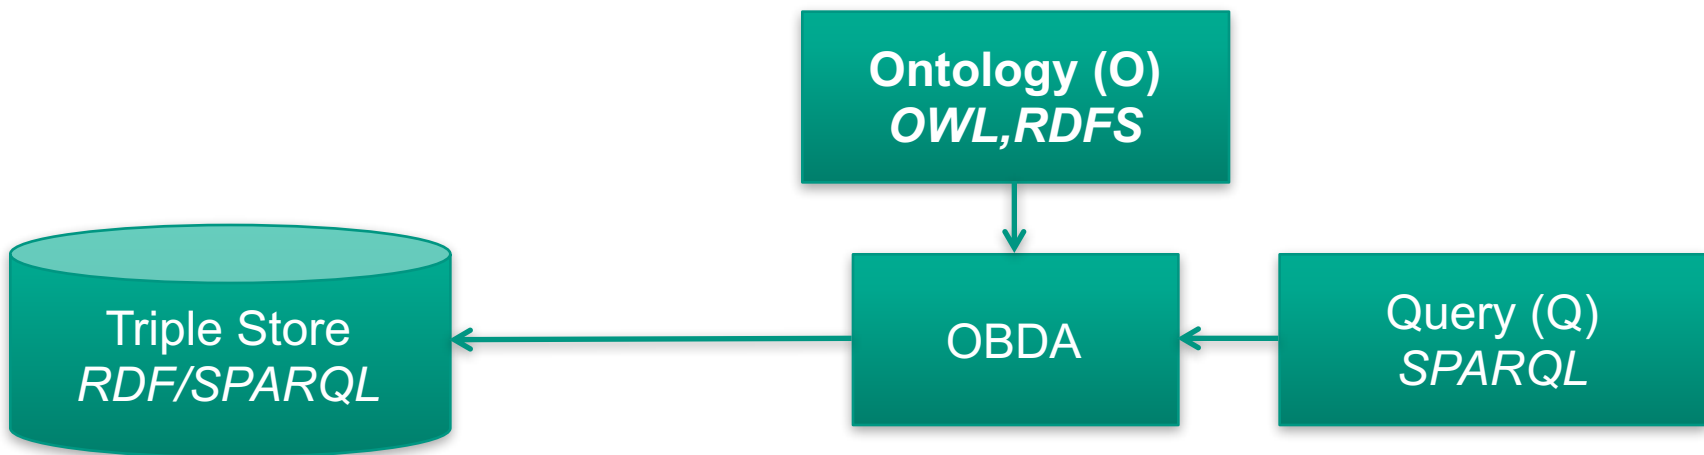 Ontology (O)
OWL,RDFS
Triple Store
RDF/SPARQL
OBDA
Query (Q)
SPARQL